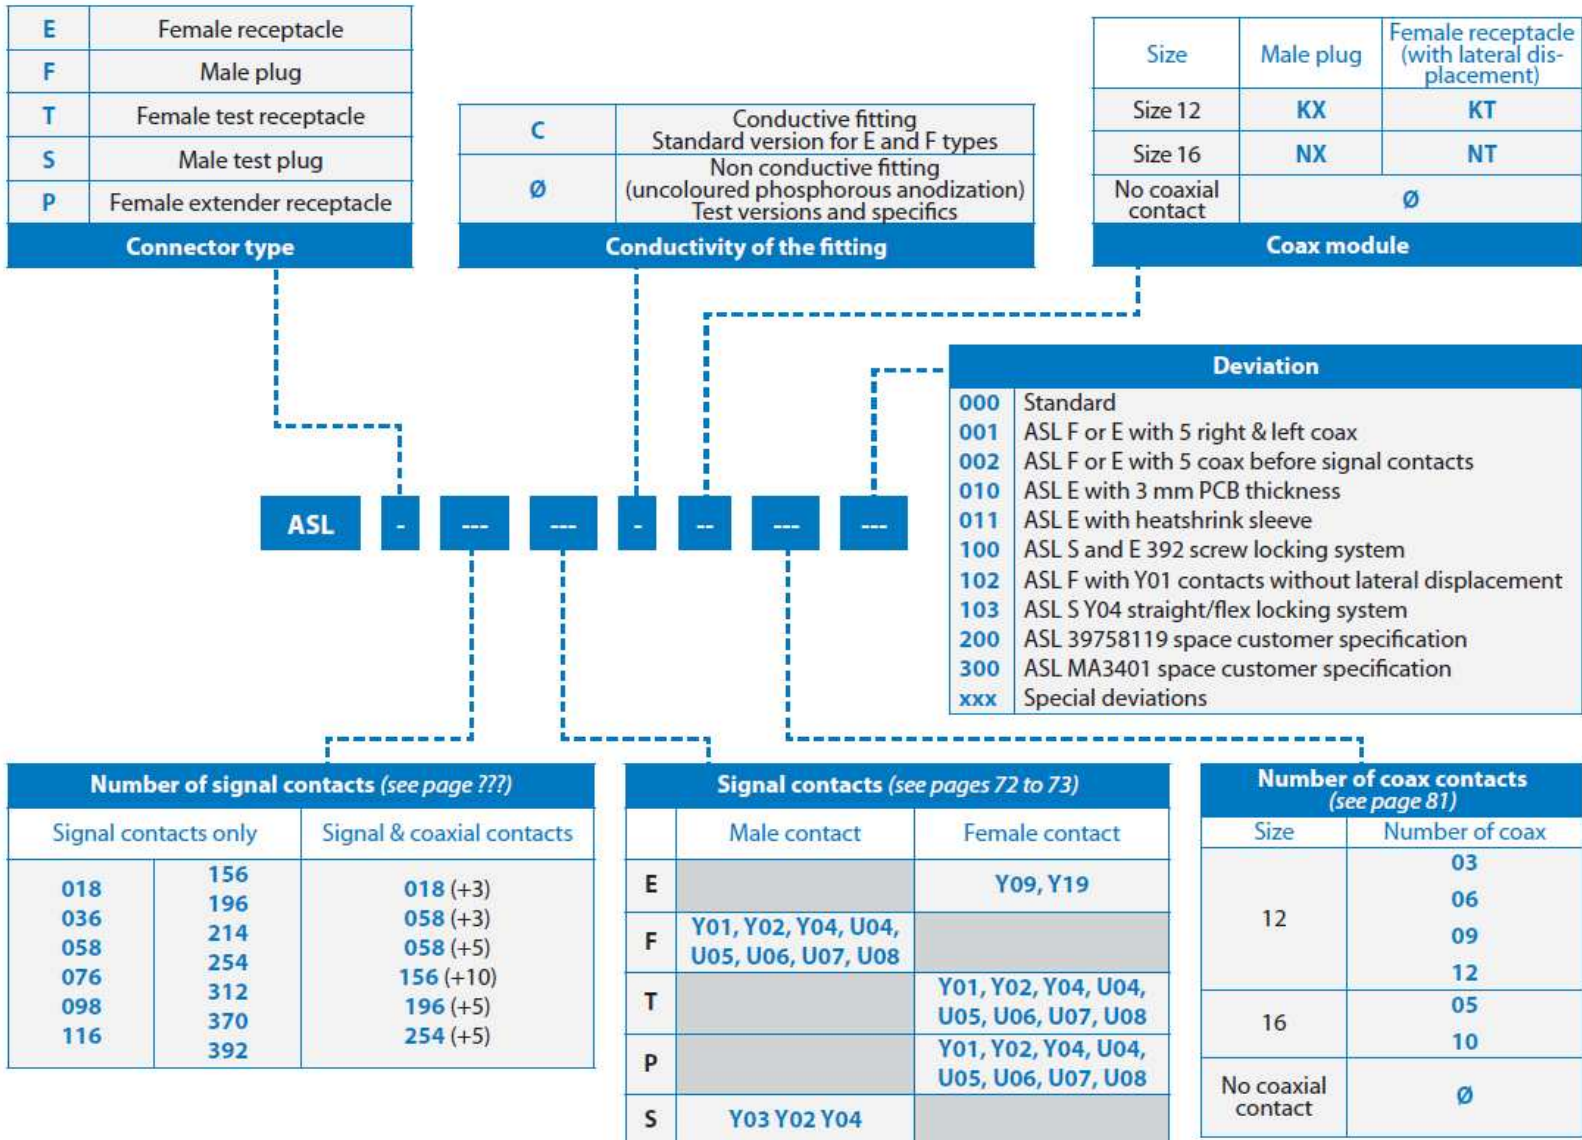 E Female receptacle
F Male plug
T Female test receptacle
S Male test plug
P Female extender receptacle
Connector type
C Conductive fitting
Standard version for E and F types
Ø Non conductive fitting
(uncoloured phosphorous anodization)
Test versions and specifics
Conductivity of the fitting
Size Male plug Female receptacle
(with lateral dis-
placement)
Size 12 KX KT
Size 16 NX NT
No coaxial
contact Ø
Coax module
Deviation
000 Standard
001 ASL F or E with 5 right & left coax
002 ASL F or E with 5 coax before signal contacts
010 ASL E with 3 mm PCB thickness
011 ASL E with heatshrink sleeve
100 ASL S and E 392 screw locking system
102 ASL F with Y01 contacts without lateral displacement
103 ASL S Y04 straight/flex locking system
200 ASL 39758119 space customer specification
300 ASL MA3401 space customer specification
xxx Special deviations
ASL - --- --- - -- --- ---
Number of signal contacts (see page ???)
Signal contacts only Signal & coaxial contacts
018
036
058
076
098
116
156
196
214
254
312
370
392
018 (+3)
058 (+3)
058 (+5)
156 (+10)
196 (+5)
254 (+5)
Signal contacts (see pages 72 to 73)
Male contact Female contact
E Y09, Y19
F Y01, Y02, Y04, U04,
U05, U06, U07, U08
T Y01, Y02, Y04, U04,
U05, U06, U07, U08
P Y01, Y02, Y04, U04,
U05, U06, U07, U08
S Y03 Y02 Y04
Number of coax contacts
(see page 81)
Size Number of coax
12
03
06
09
12
16
05
10
No coaxial
contact Ø